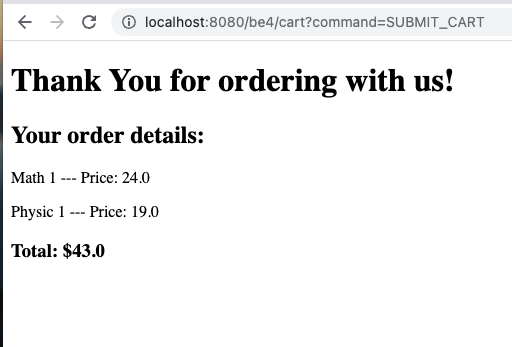 localhost:8080/be4/cart?command=SUBMIT_CART
Thank You for ordering with us!
Your order details:
Math 1 --- Price: 24.0
Physic 1 --- Price: 19.0
Total: $43.0